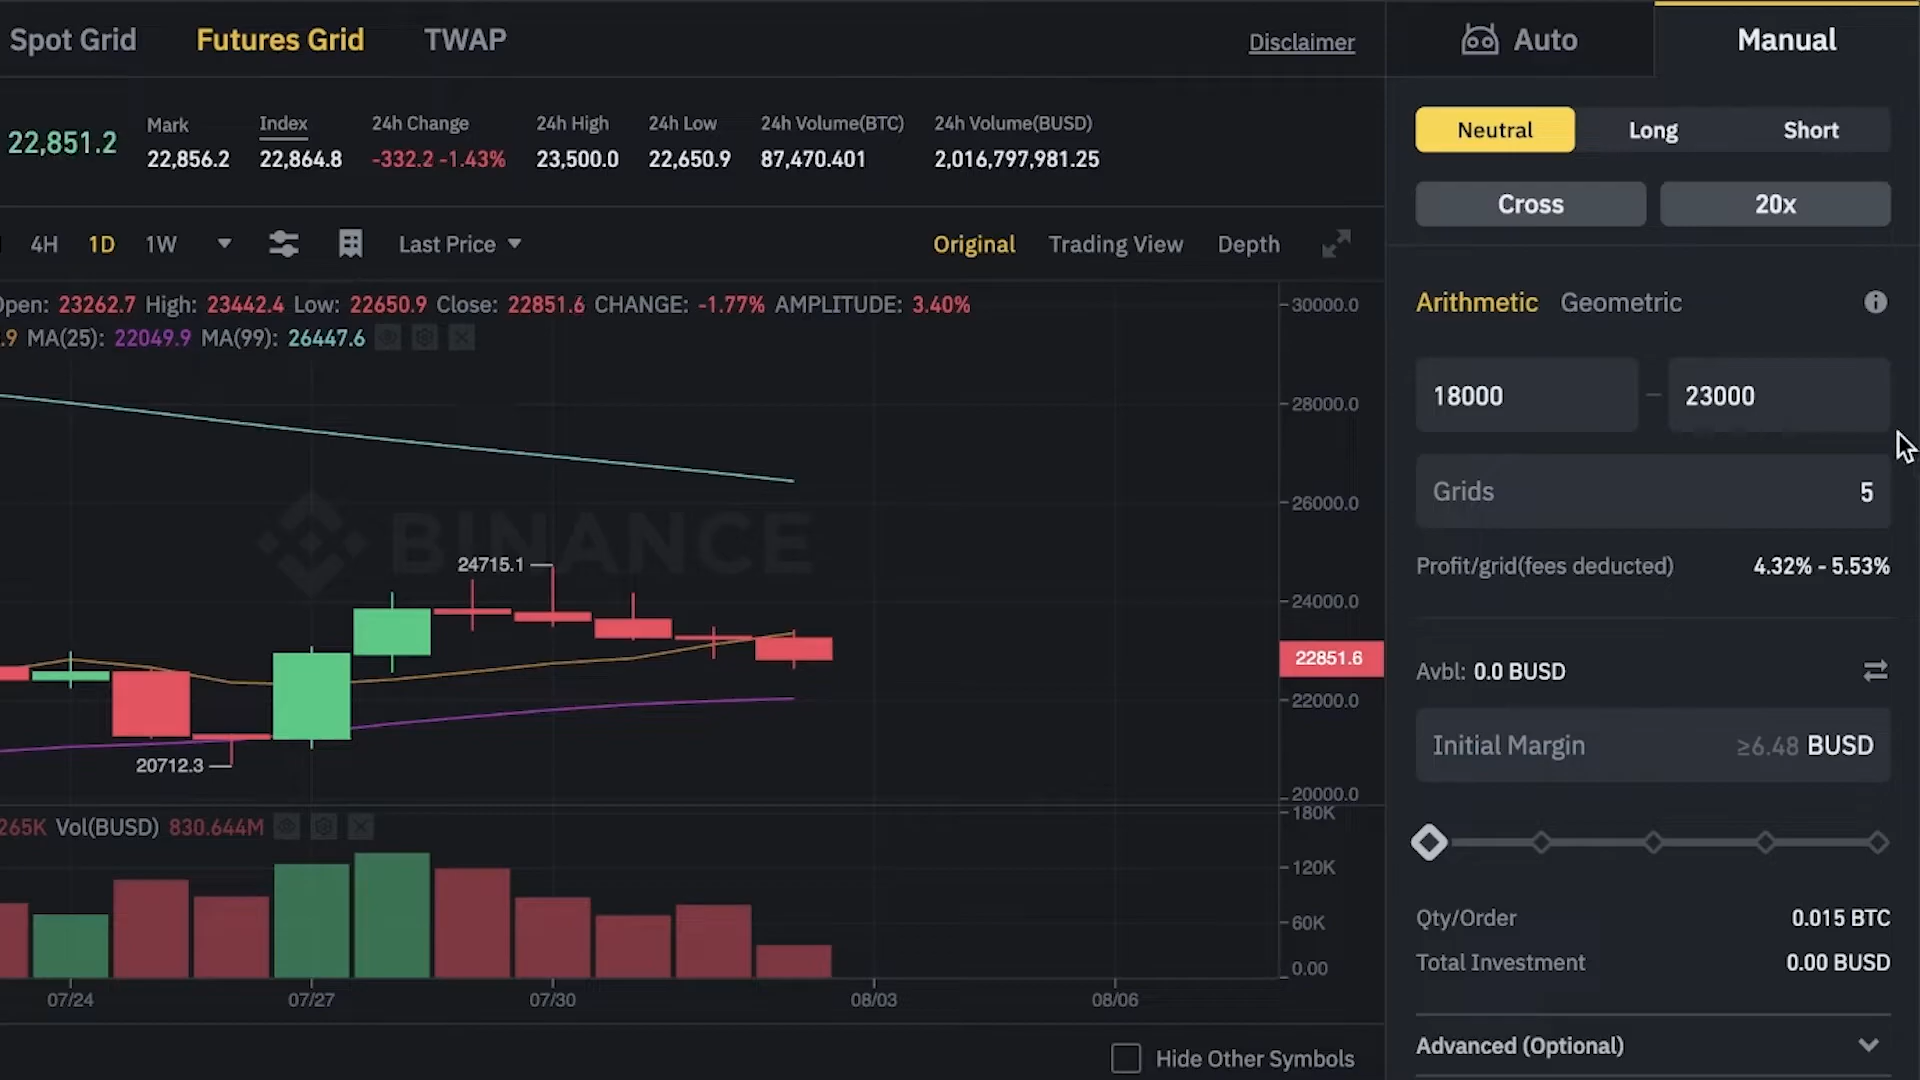 Spot Grid Futures Grid TWAP Disclaimer Auto Manual
22,851.2 Mark 22,856.2 Index 22,864.8 24h Change -332.2 -1.43% 24h High 23,500.0 24h Low 22,650.9 24h Volume(BTC) 87,470.401 24h Volume(BUSD) 2,016,797,981.25
Neutral Long Short
Cross 20x
4H 1D 1W Last Price Original Trading View Depth
Open: 23262.7 High: 23442.4 Low: 22650.9 Close: 22851.6 CHANGE: -1.77% AMPLITUDE: 3.40%
.9 MA(25): 22049.9 MA(99): 26447.6
30000.0
28000.0
26000.0
24000.0
22851.6
22000.0
20000.0
BINANCE
24715.1
20712.3
265K Vol(BUSD) 830.644M
180K
120K
60K
0.00
07/24 07/27 07/30 08/03 08/06
Hide Other Symbols
Arithmetic Geometric
18000 – 23000
Grids 5
Profit/grid(fees deducted) 4.32% - 5.53%
Avbl: 0.0 BUSD
Initial Margin ≥6.48 BUSD
Qty/Order 0.015 BTC
Total Investment 0.00 BUSD
Advanced (Optional)